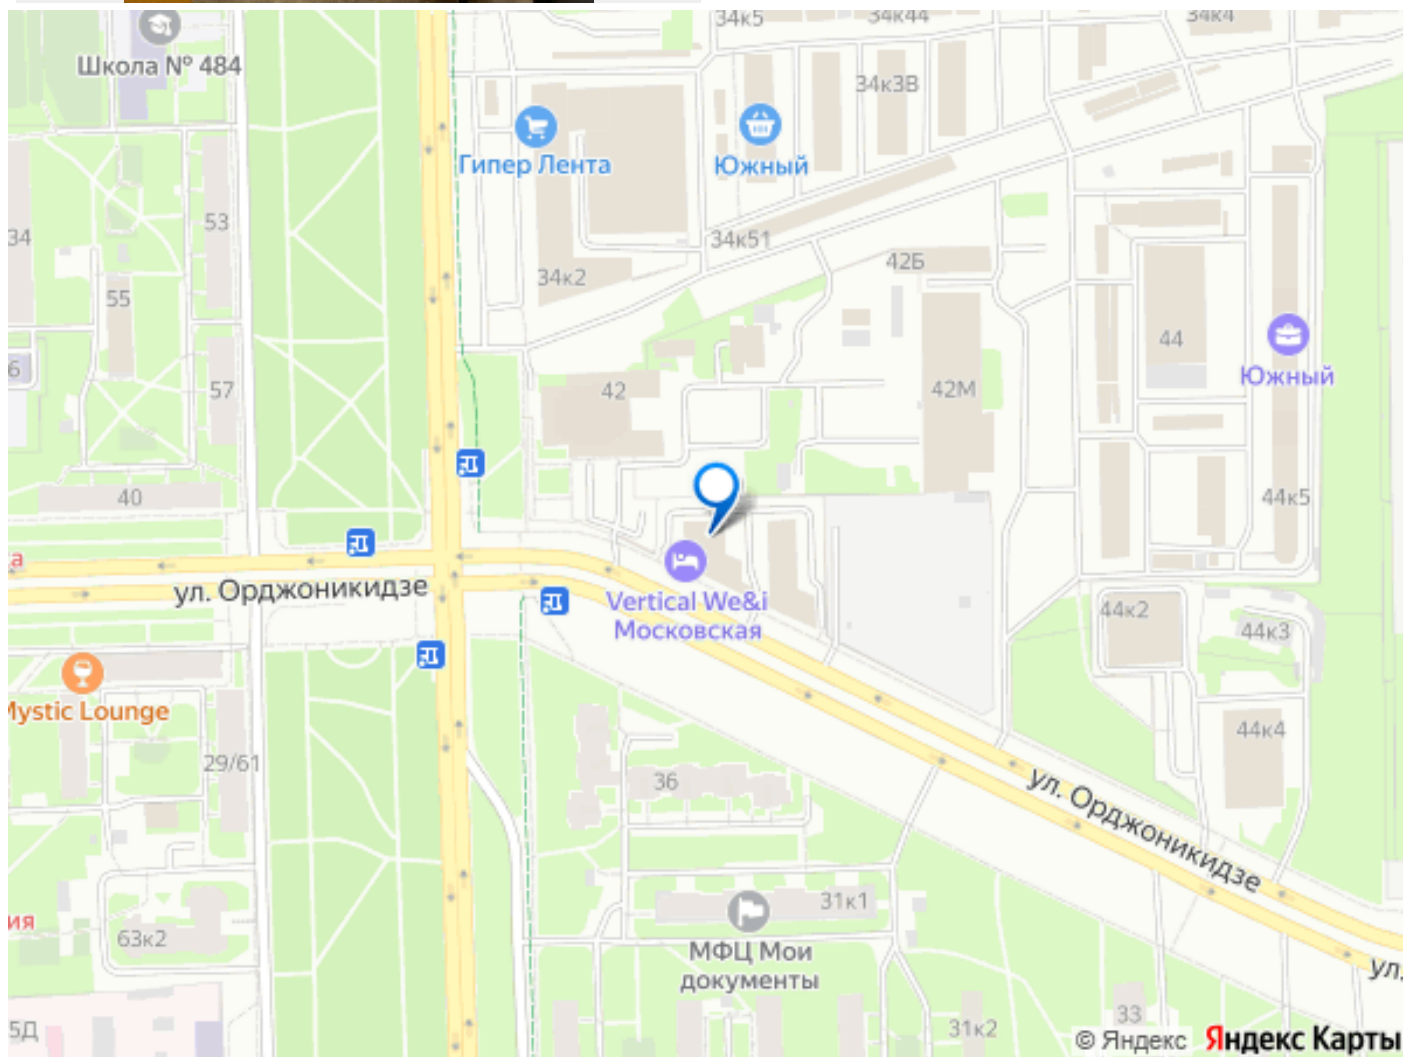 34к5
34к44
34к4
Школа № 484
34к3В
Гипер Лента
Южный
53
34
34к51
42Б
34к2
55
44
6
Южный
57
42
42М
40
44к5
а
ул. Орджоникидзе
Vertical We&i
Московская
44к2
44к3
Mystic Lounge
44к4
29/61
36
ул. Орджоникидзе
31к1
ия
63к2
МФЦ Мои
документы
ул.
33
5Д
31к2
© Яндекс Яндекс Карты